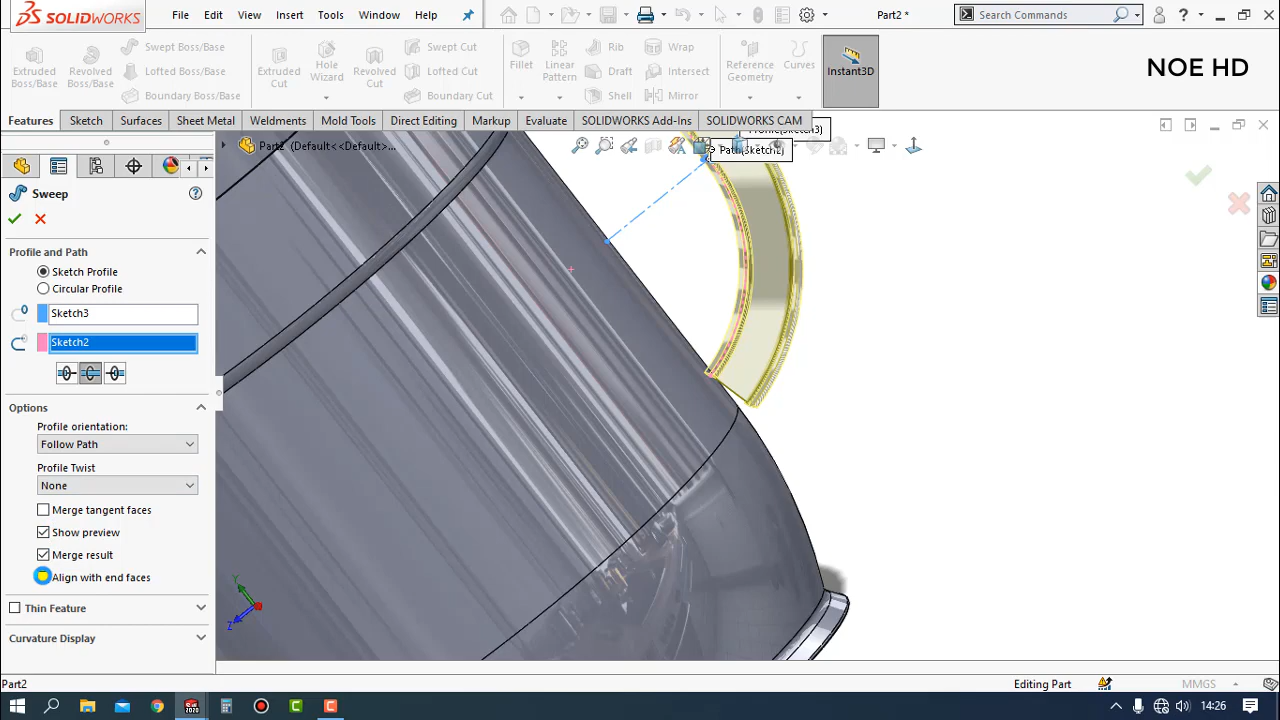 SOLIDWORKS
File Edit View Insert Tools Window Help
Part2 *
Search Commands
NOE HD
Extruded Boss/Base
Revolved Boss/Base
Swept Boss/Base
Lofted Boss/Base
Boundary Boss/Base
Extruded Cut
Hole Wizard
Revolved Cut
Swept Cut
Lofted Cut
Boundary Cut
Fillet
Linear Pattern
Rib
Draft
Shell
Wrap
Intersect
Mirror
Reference Geometry
Curves
Instant3D
Features Sketch Surfaces Sheet Metal Weldments Mold Tools Direct Editing Markup Evaluate SOLIDWORKS Add-Ins SOLIDWORKS CAM
Profile(Sketch3)
Part2 (Default<<Default>...
Path(Sketch2)
Sweep
Profile and Path
Sketch Profile
Circular Profile
Sketch3
Sketch2
Options
Profile orientation:
Follow Path
Profile Twist
None
Merge tangent faces
Show preview
Merge result
Align with end faces
Thin Feature
Curvature Display
Y
Z
Part2
Editing Part
MMGS
14:26